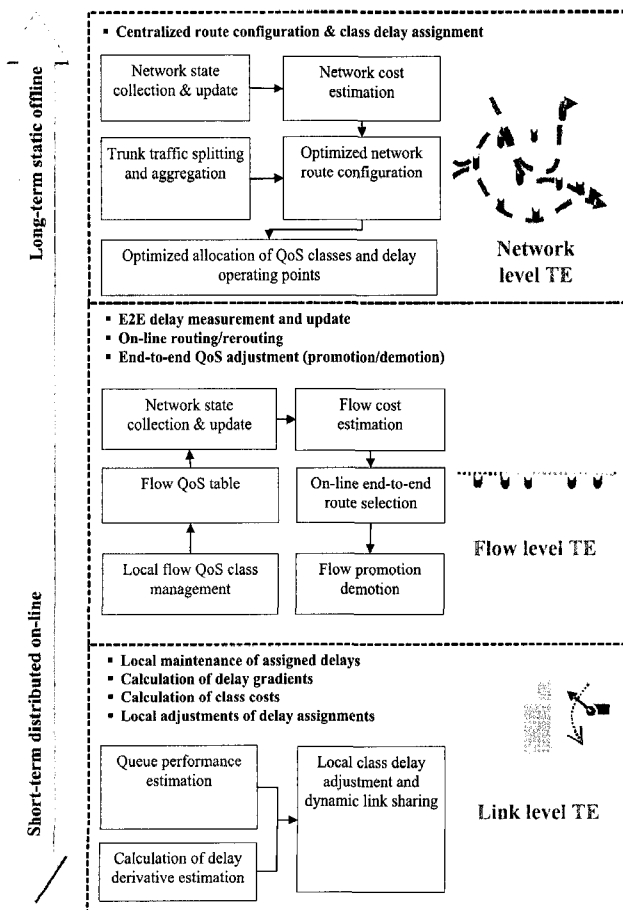 ▪ Centralized route configuration & class delay assignment
Network state
collection & update
Network cost
estimation
Trunk traffic splitting
and aggregation
Optimized network
route configuration
Optimized allocation of QoS classes and delay
operating points
Network
level TE
Long-term static offline
▪ E2E delay measurement and update
▪ On-line routing/rerouting
▪ End-to-end QoS adjustment (promotion/demotion)
Network state
collection & update
Flow cost
estimation
Flow QoS table
On-line end-to-end
route selection
Local flow QoS class
management
Flow promotion
demotion
Flow level TE
▪ Local maintenance of assigned delays
▪ Calculation of delay gradients
▪ Calculation of class costs
▪ Local adjustments of delay assignments
Queue performance
estimation
Local class delay
adjustment and
dynamic link sharing
Calculation of delay
derivative estimation
Link level TE
Short-term distributed on-line